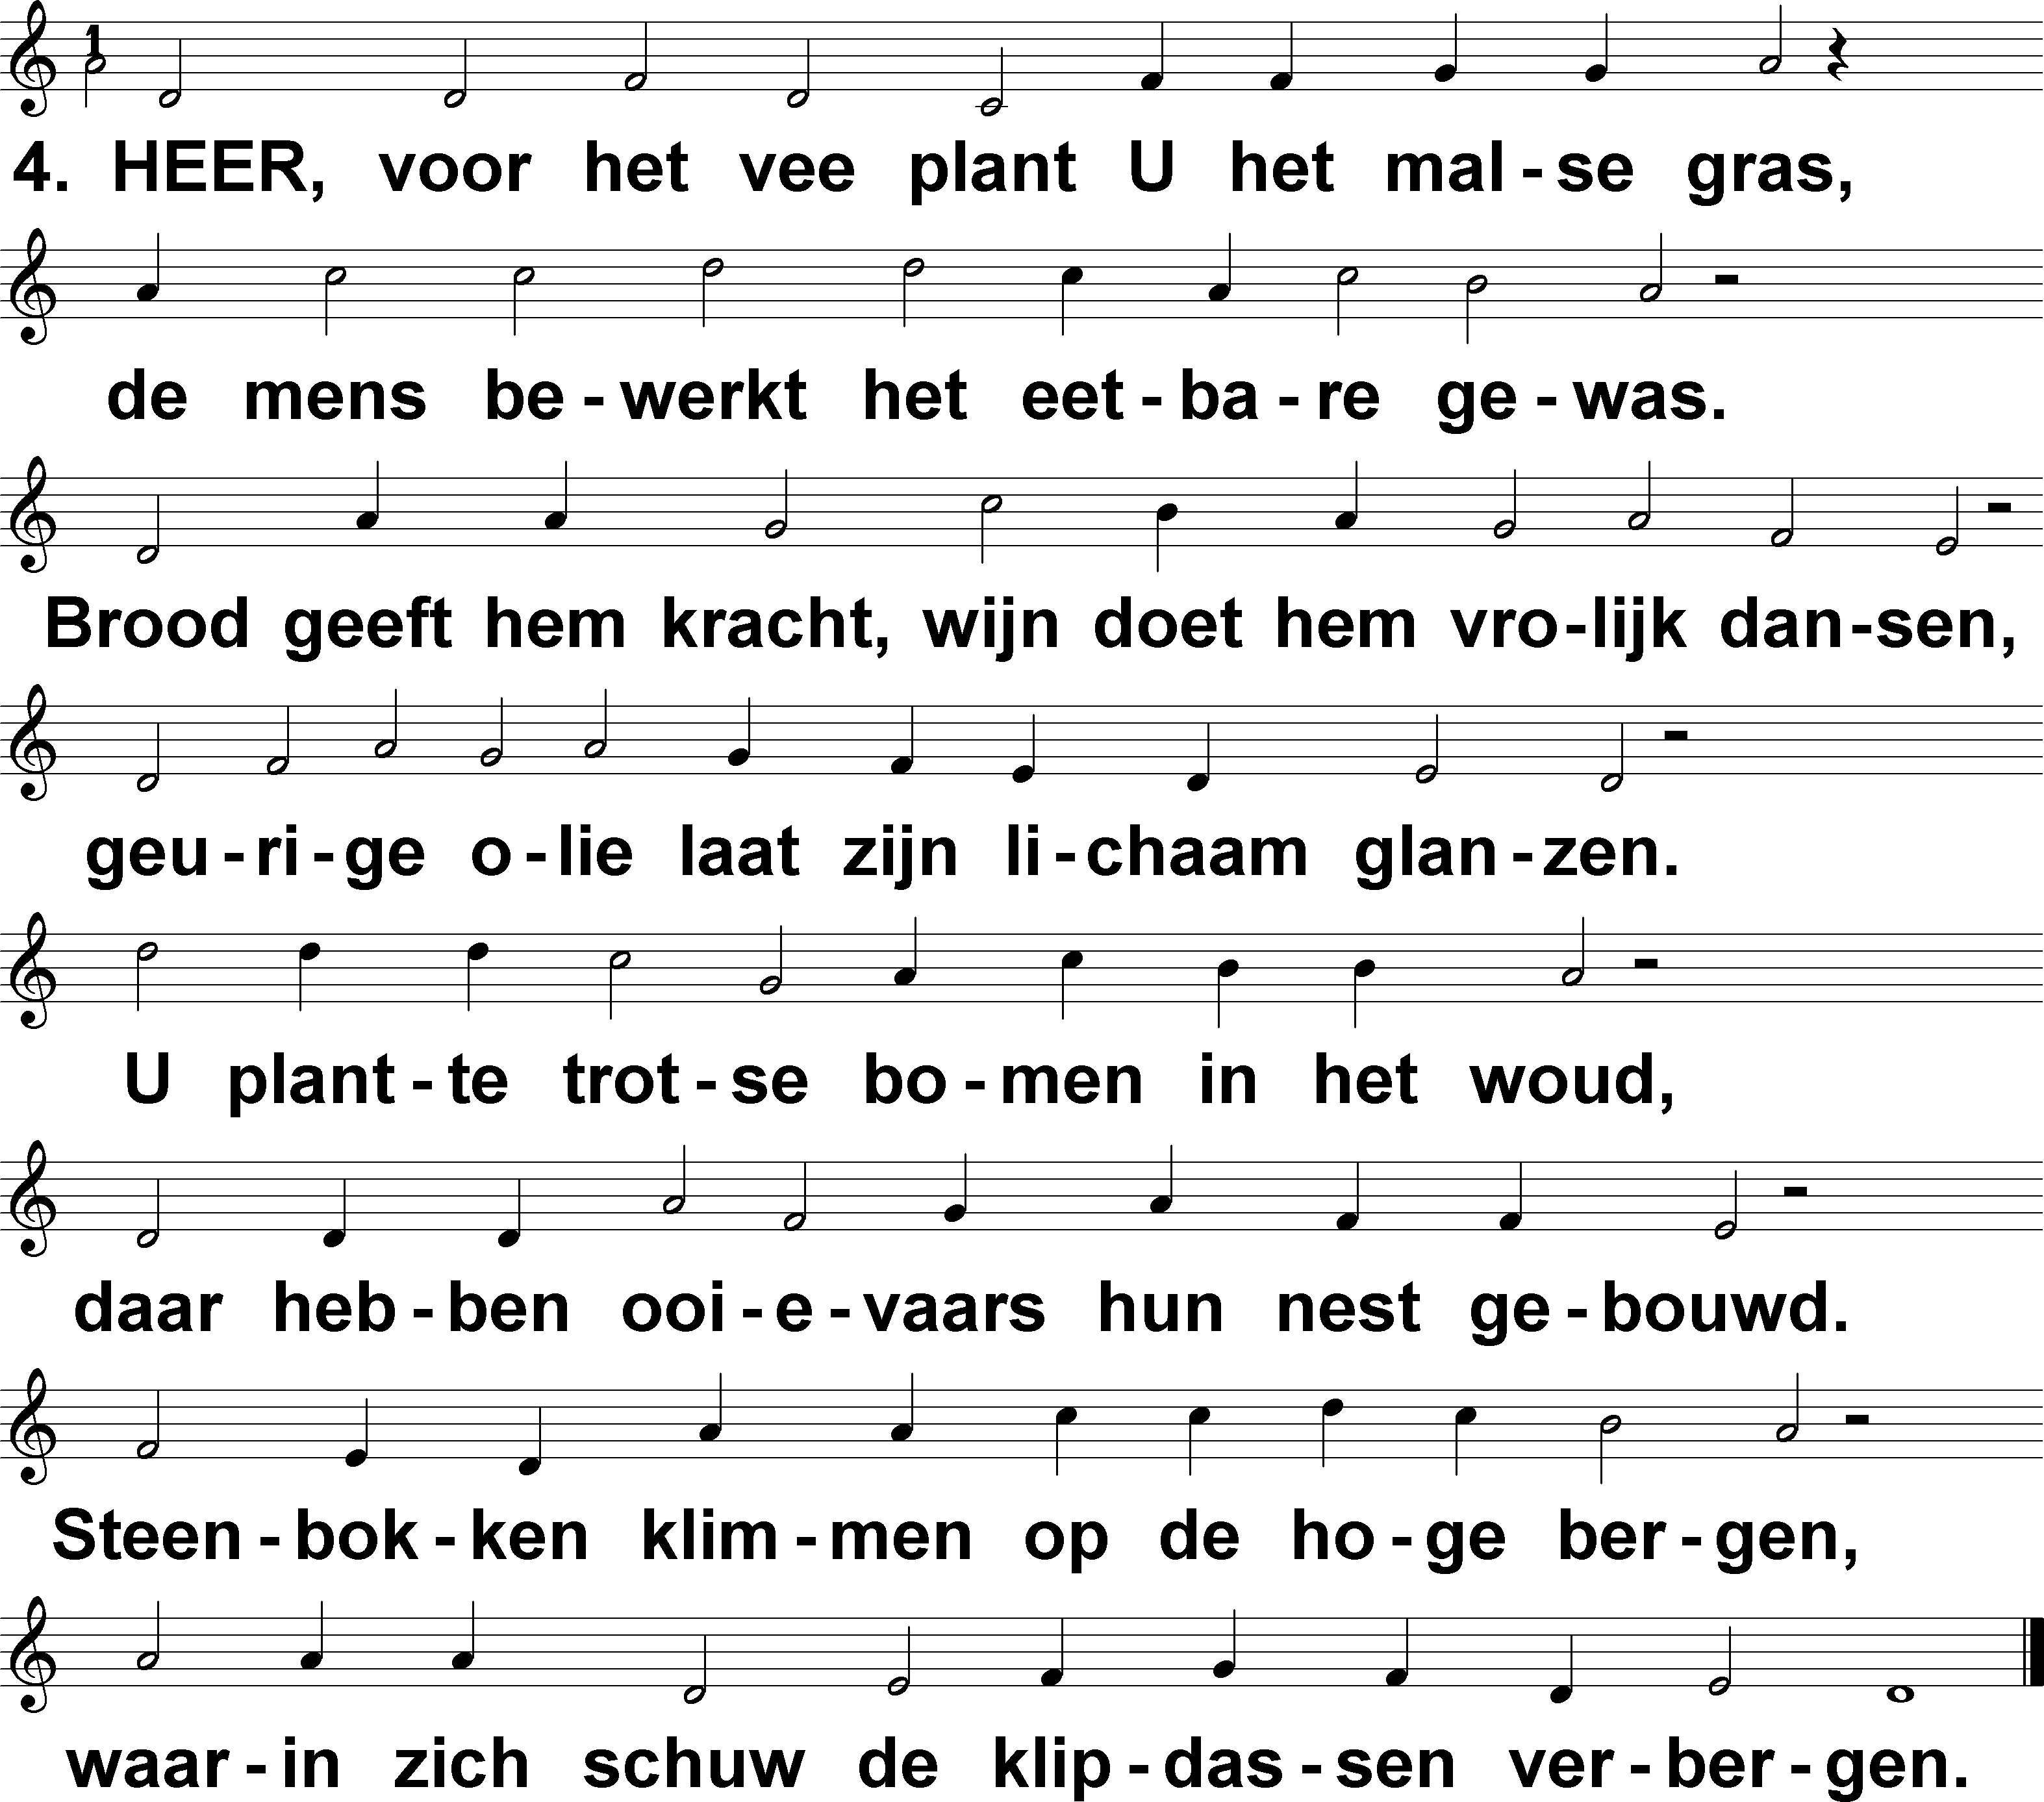 1
4. HEER, voor het vee plant U het mal - se gras,
de mens be - werkt het eet - ba - re ge - was.
Brood geeft hem kracht, wijn doet hem vro - lijk dan - sen,
geu - ri - ge o - lie laat zijn li - chaam glan - zen.
U plant - te trot - se bo - men in het woud,
daar heb - ben ooi - e - vaars hun nest ge - bouwd.
Steen - bok - ken klim - men op de ho - ge ber - gen,
waar - in zich schuw de klip - das - sen ver - ber - gen.